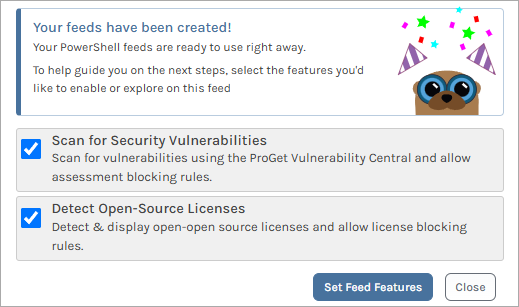 Your feeds have been created!
Your PowerShell feeds are ready to use right away.
To help guide you on the next steps, select the features you'd
like to enable or explore on this feed
Scan for Security Vulnerabilities
Scan for vulnerabilities using the ProGet Vulnerability Central and allow
assessment blocking rules.
Detect Open-Source Licenses
Detect & display open-open source licenses and allow license blocking
rules.
Set Feed Features
Close